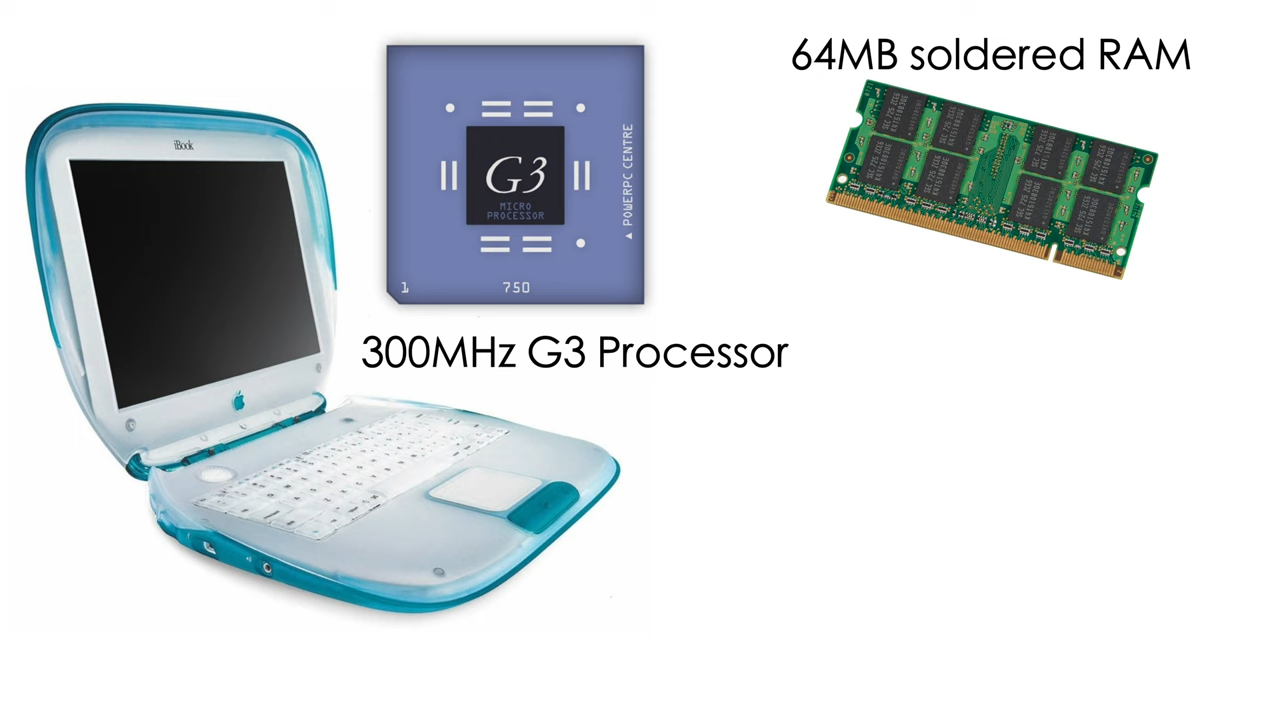 iBook
G3
MICRO
PROCESSOR
▲ POWERPC CENTRE
1
750
300MHz G3 Processor
64MB soldered RAM